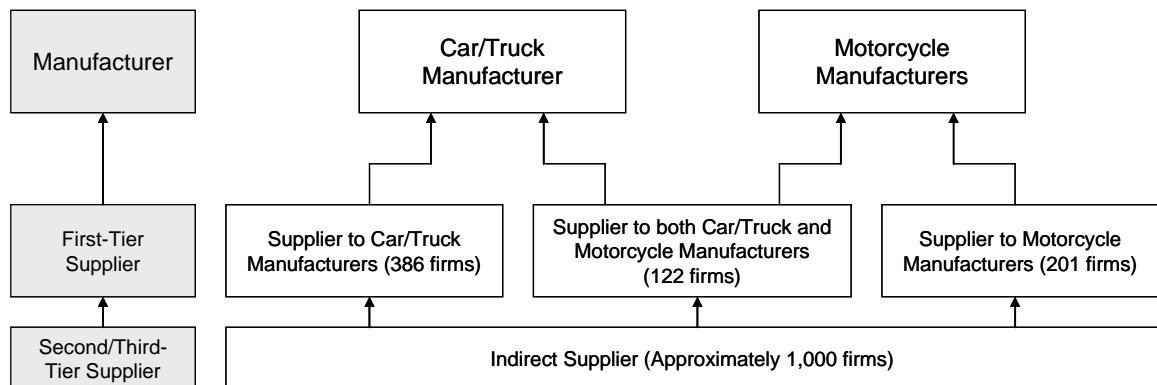 Manufacturer
Car/Truck
Manufacturer
Motorcycle
Manufacturers
First-Tier
Supplier
Supplier to Car/Truck
Manufacturers (386 firms)
Supplier to both Car/Truck and
Motorcycle Manufacturers
(122 firms)
Supplier to Motorcycle
Manufacturers (201 firms)
Second/Third-
Tier Supplier
Indirect Supplier (Approximately 1,000 firms)